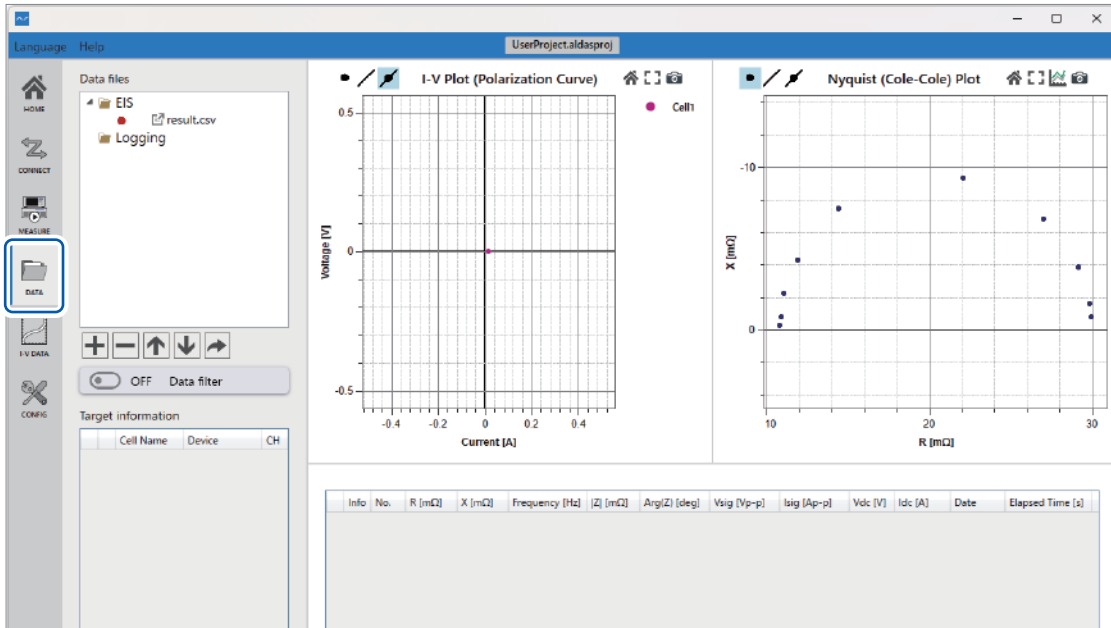 Language Help
UserProject.aldasproj
HOME
CONNECT
MEASURE
DATA
I-V DATA
CONFIG
Data files
EIS
result.csv
Logging
OFF Data filter
Target information
Cell Name Device CH
I-V Plot (Polarization Curve)
Cell1
Voltage [V]
0.5
0
-0.5
-0.4 -0.2 0 0.2 0.4
Current [A]
Nyquist (Cole-Cole) Plot
X [mΩ]
-10
0
10 20 30
R [mΩ]
Info No. R [mΩ] X [mΩ] Frequency [Hz] |Z| [mΩ] Arg(Z) [deg] Vsig [Vp-p] Isig [Ap-p] Vdc [V] Idc [A] Date Elapsed Time [s]